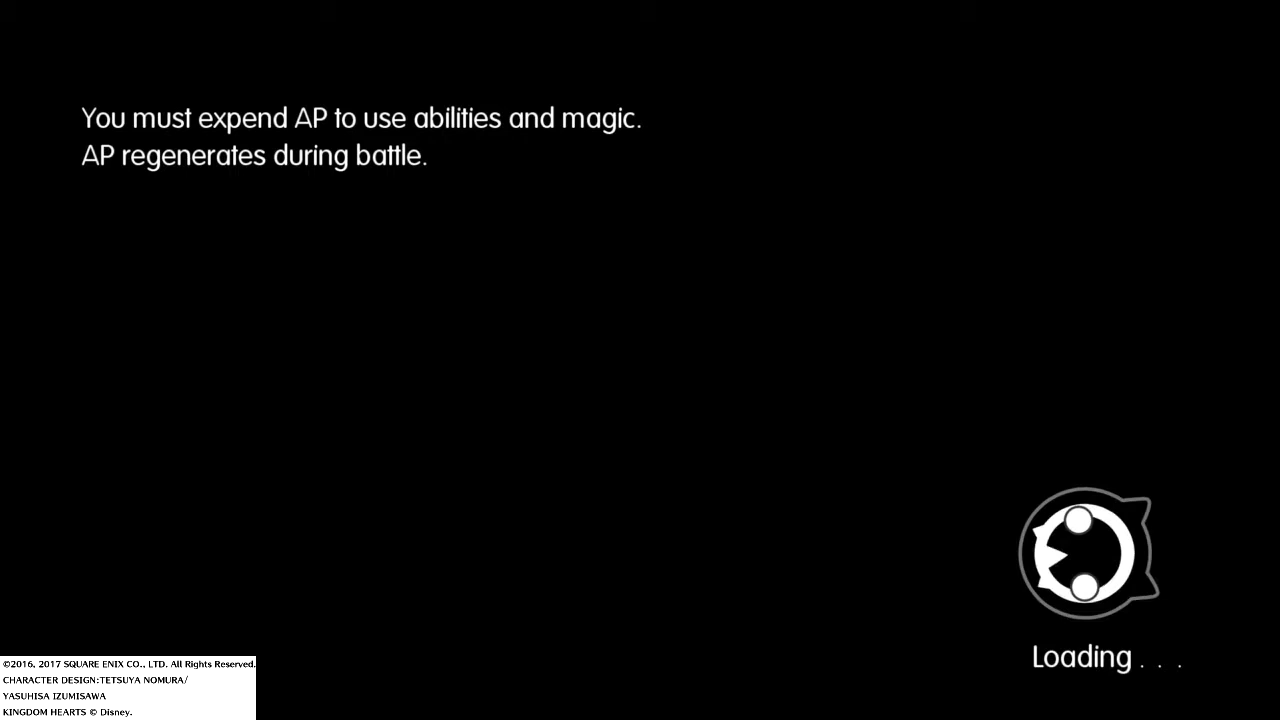 You must expend AP to use abilities and magic.
AP regenerates during battle.
Loading . . .
©2016, 2017 SQUARE ENIX CO., LTD. All Rights Reserved.
CHARACTER DESIGN:TETSUYA NOMURA/
YASUHISA IZUMISAWA
KINGDOM HEARTS © Disney.